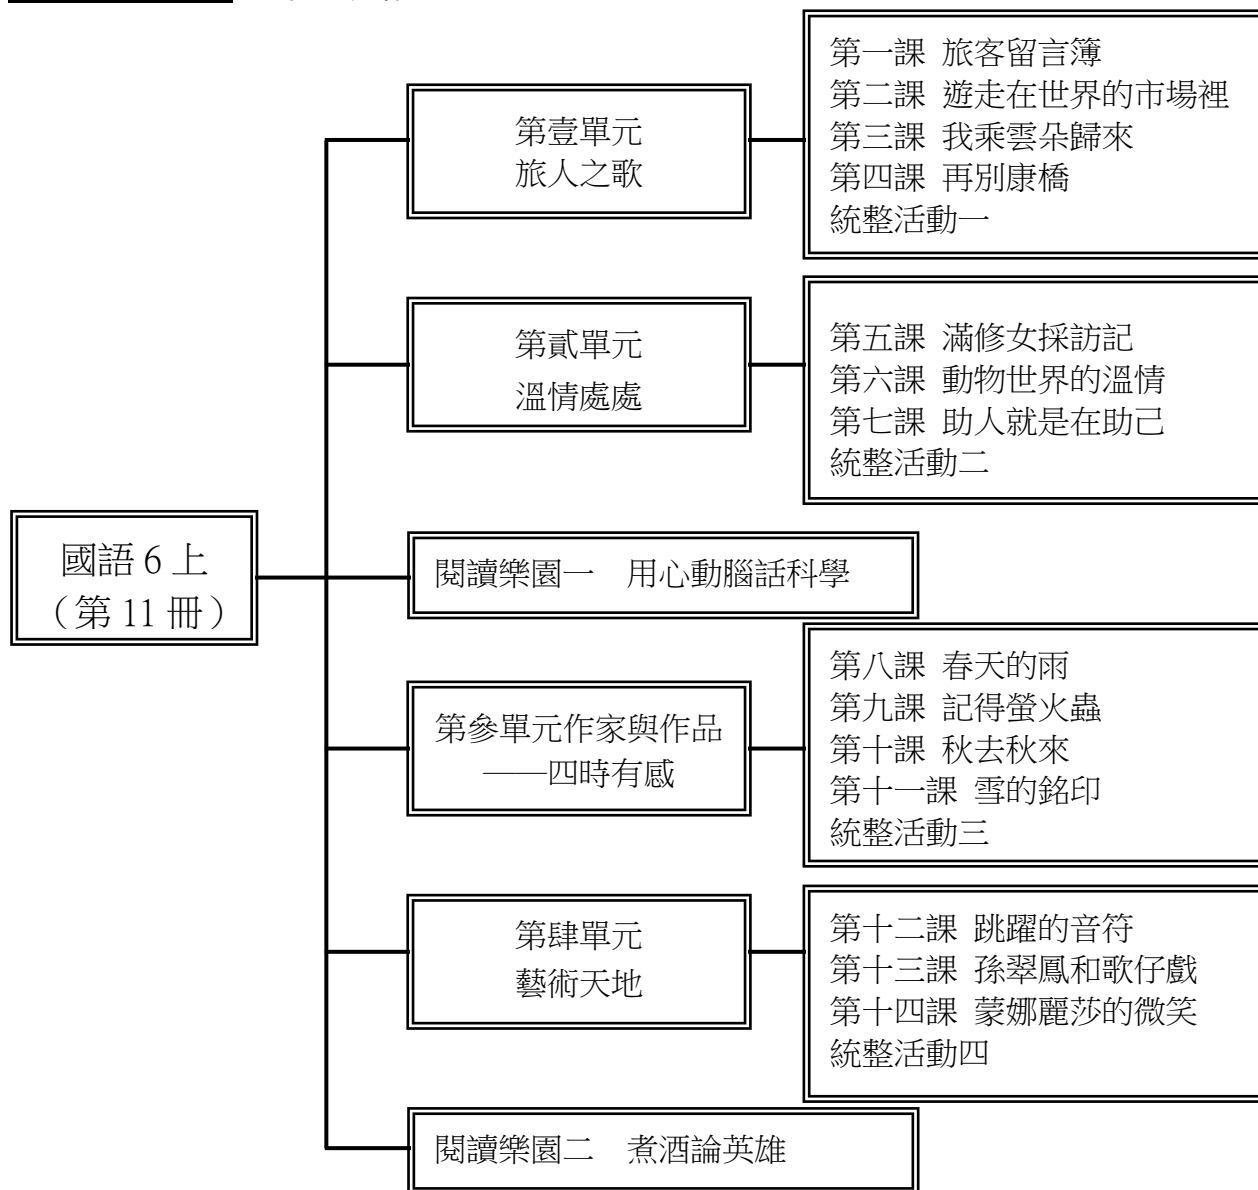 國語 6 上
（第 11 冊）
第壹單元
旅人之歌
第一課 旅客留言簿
第二課 遊走在世界的市場裡
第三課 我乘雲朵歸來
第四課 再別康橋
統整活動一
第貳單元
溫情處處
第五課 滿修女採訪記
第六課 動物世界的溫情
第七課 助人就是在助己
統整活動二
閱讀樂園一 用心動腦話科學
第參單元作家與作品
——四時有感
第八課 春天的雨
第九課 記得螢火蟲
第十課 秋去秋來
第十一課 雪的銘印
統整活動三
第肆單元
藝術天地
第十二課 跳躍的音符
第十三課 孫翠鳳和歌仔戲
第十四課 蒙娜麗莎的微笑
統整活動四
閱讀樂園二 煮酒論英雄